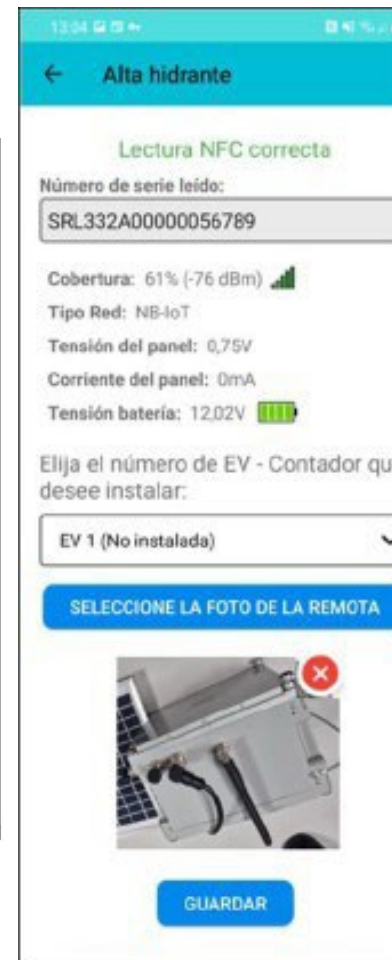 13:04
Alta hidrante
Lectura NFC correcta
Número de serie leído:
SRL332A00000056789
Cobertura: 61% (-76 dBm)
Tipo Red: NB-IoT
Tensión del panel: 0,75V
Corriente del panel: 0mA
Tensión batería: 12,02V
Elija el número de EV - Contador qu
desee instalar:
EV 1 (No instalada)
SELECCIONE LA FOTO DE LA REMOTA
GUARDAR